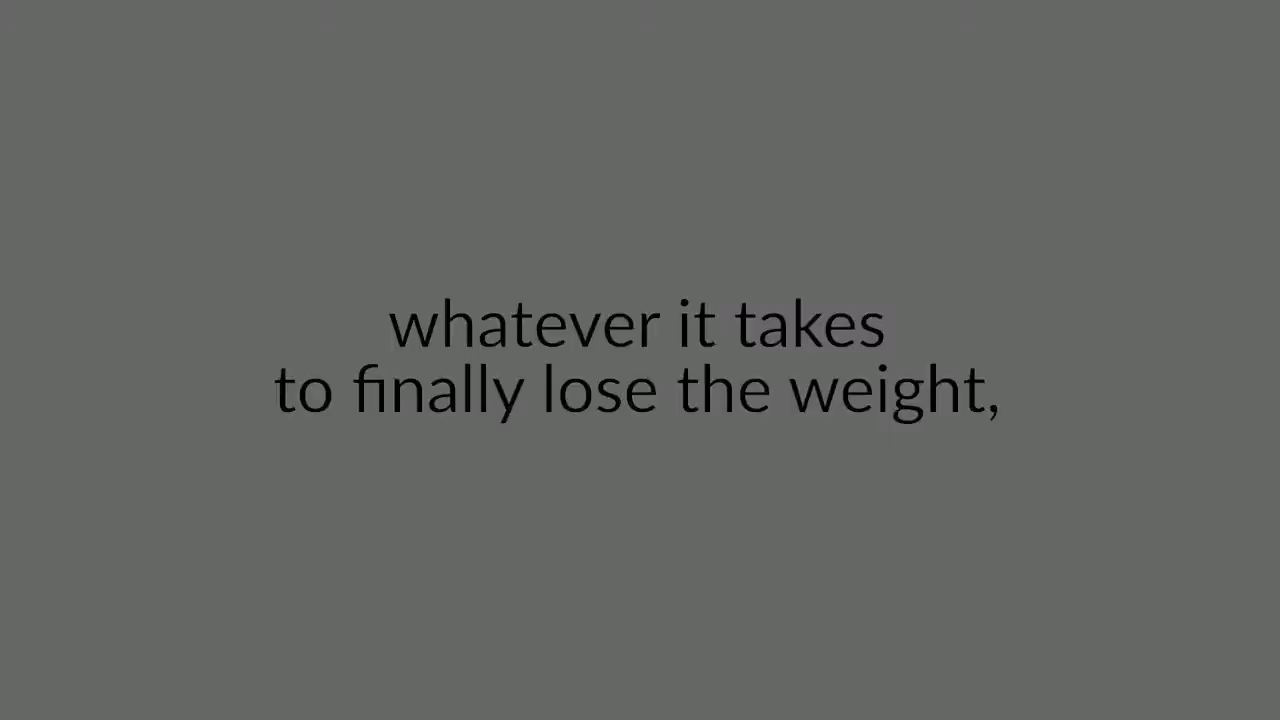 whatever it takes
to finally lose the weight,